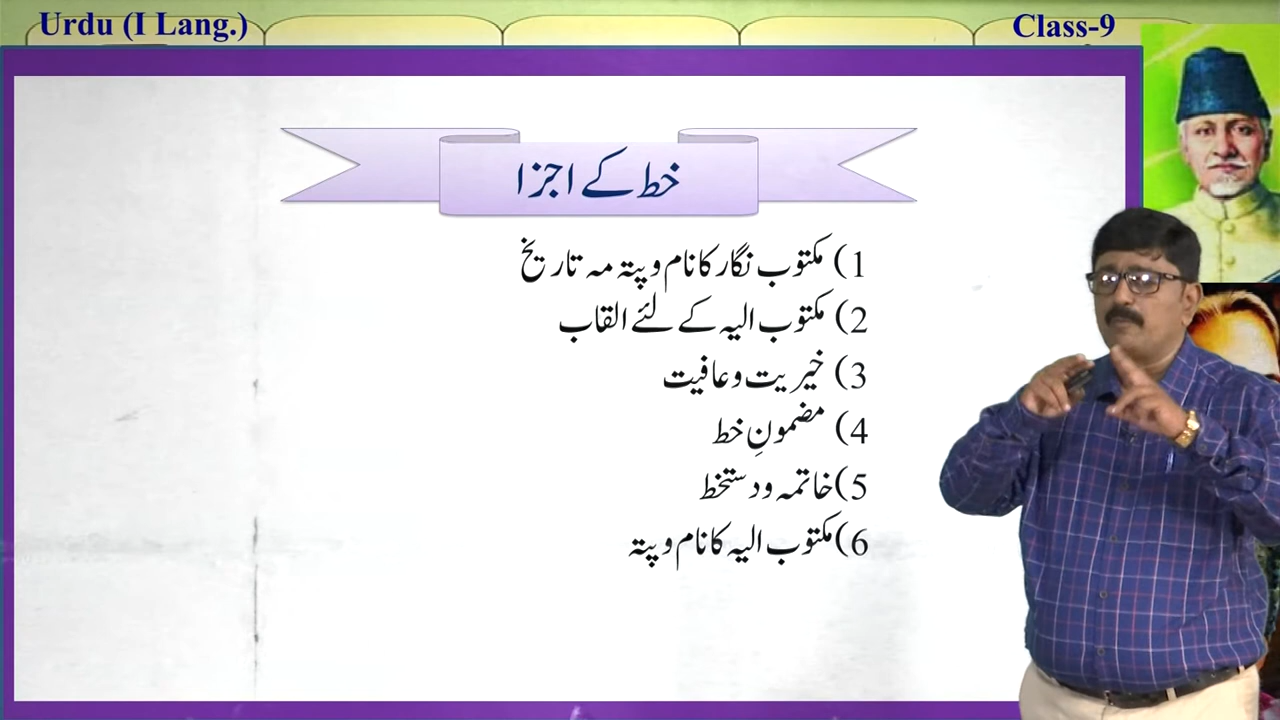 Urdu (I Lang.)
Class-9
خط کے اجزا
1) مکتوب نگار کا نام و پتہ مہ تاریخ
2) مکتوب الیہ کے لئے القاب
3) خیریت و عافیت
4) مضمونِ خط
5) خاتمہ و دستخط
6) مکتوب الیہ کا نام و پتہ